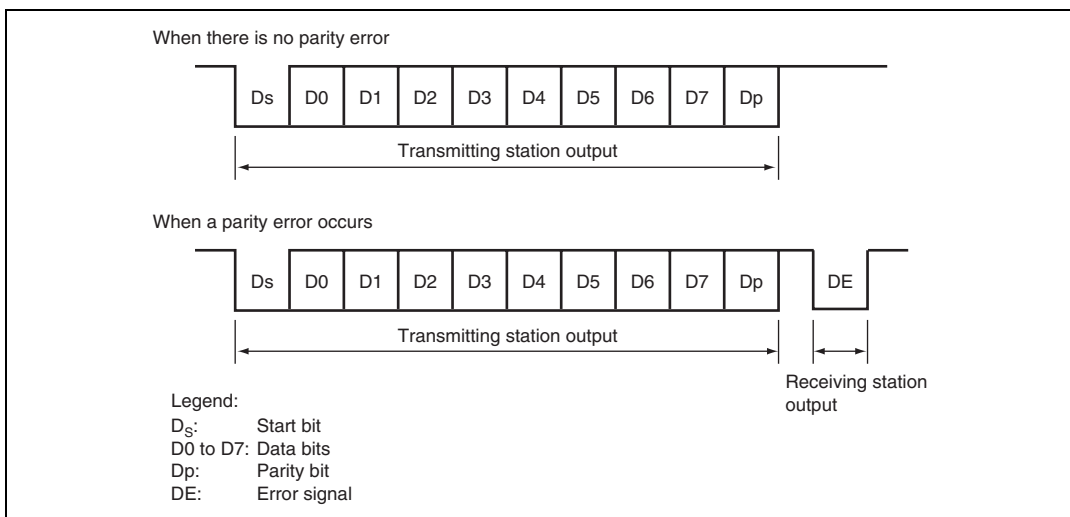 When there is no parity error
Ds D0 D1 D2 D3 D4 D5 D6 D7 Dp
Transmitting station output
When a parity error occurs
Ds D0 D1 D2 D3 D4 D5 D6 D7 Dp DE
Transmitting station output
Receiving station
output
Legend:
DS: Start bit
D0 to D7: Data bits
Dp: Parity bit
DE: Error signal